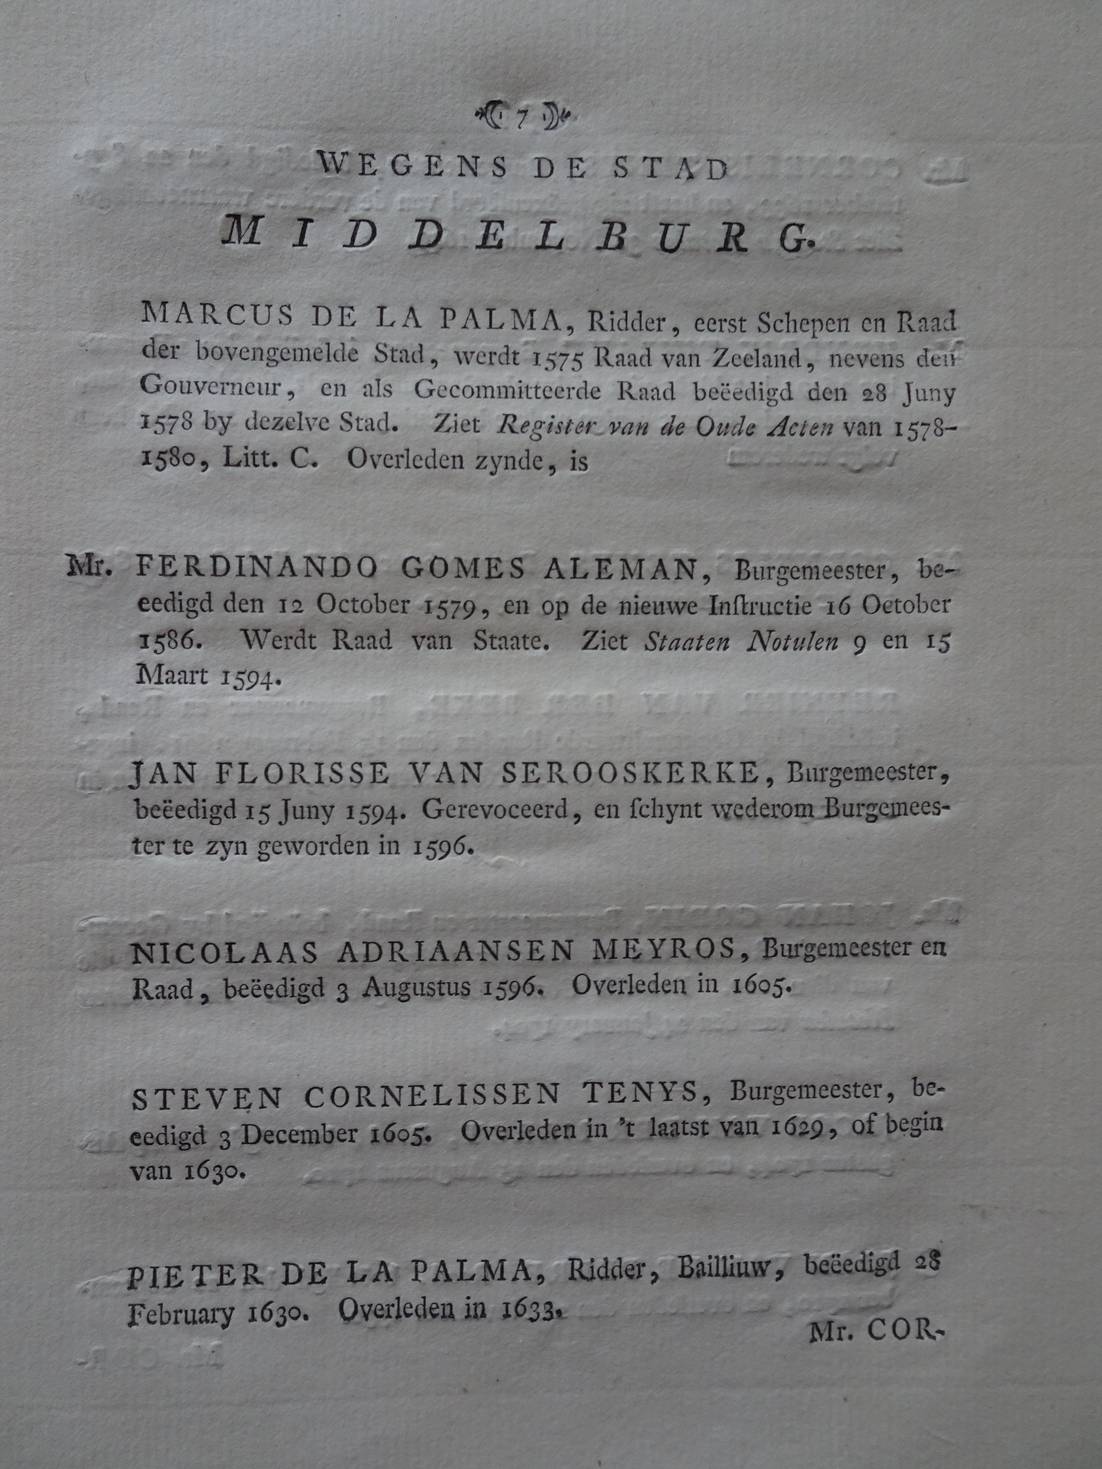 7
WEGENS DE STAD
MIDDELBURG.
MARCUS DE LA PALMA, Ridder, eerst Schepen en Raad
der bovengemelde Stad, werdt 1575 Raad van Zeeland, nevens den
Gouverneur, en als Gecommitteerde Raad beëedigd den 28 Juny
1578 by dezelve Stad. Ziet Register van de Oude Acten van 1578-
1580, Litt. C. Overleden zynde, is
Mr. FERDINANDO GOMES ALEMAN, Burgemeester, be-
eedigd den 12 October 1579, en op de nieuwe Inſtructie 16 October
1586. Werdt Raad van Staate. Ziet Staaten Notulen 9 en 15
Maart 1594.
JAN FLORISSE VAN SEROOSKERKE, Burgemeester,
beëedigd 15 Juny 1594. Gerevoceerd, en ſchynt wederom Burgemees-
ter te zyn geworden in 1596.
NICOLAAS ADRIAANSEN MEYROS, Burgemeester en
Raad, beëedigd 3 Augustus 1596. Overleden in 1605.
STEVEN CORNELISSEN TENYS, Burgemeester, be-
eedigd 3 December 1605. Overleden in 't laatst van 1629, of begin
van 1630.
PIETER DE LA PALMA, Ridder, Bailliuw, beëedigd 28
February 1630. Overleden in 1633.
Mr. COR-